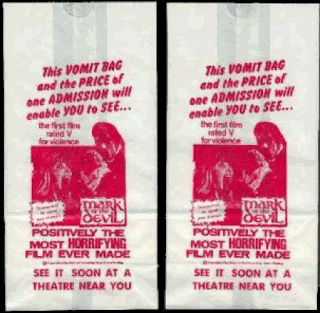 This VOMIT BAG
and the PRICE of
one ADMISSION will
enable YOU to SEE...
the first film
rated V
for violence
mark
of the
devil
POSITIVELY THE
MOST HORRIFYING
FILM EVER MADE
SEE IT SOON AT A
THEATRE NEAR YOU
This VOMIT BAG
and the PRICE of
one ADMISSION will
enable YOU to SEE...
the first film
rated V
for violence
mark
of the
devil
POSITIVELY THE
MOST HORRIFYING
FILM EVER MADE
SEE IT SOON AT A
THEATRE NEAR YOU